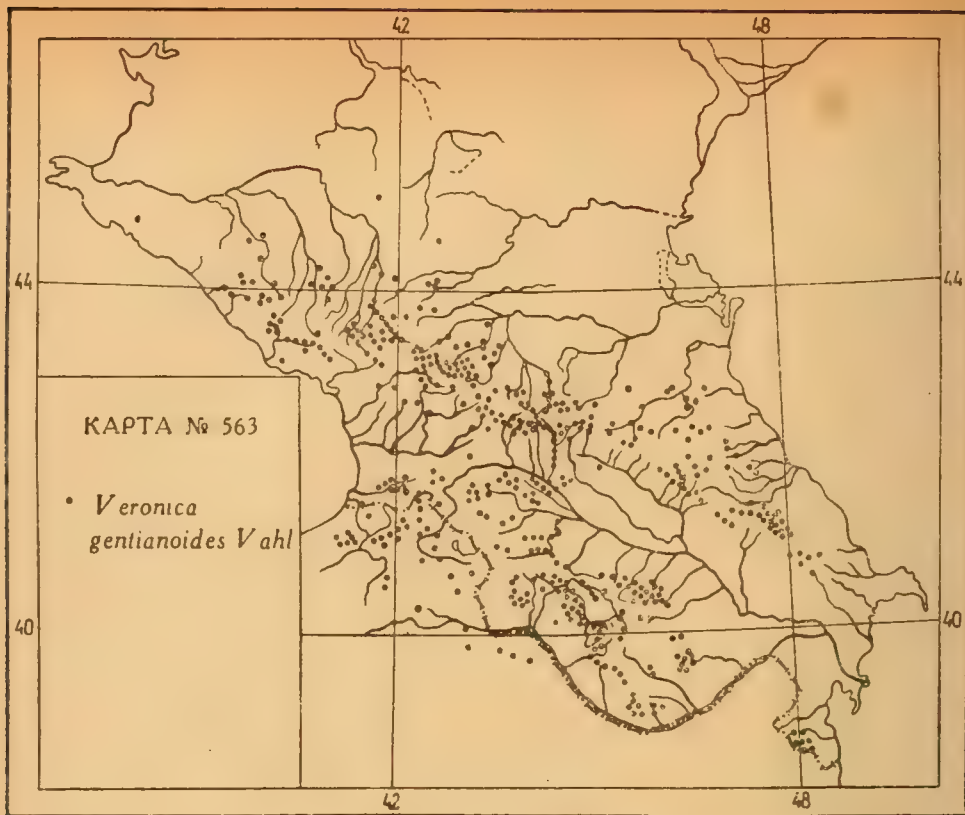 42 48
44 44
КАРТА № 563
Veronica
gentianoides Vahl
40 40
42 48